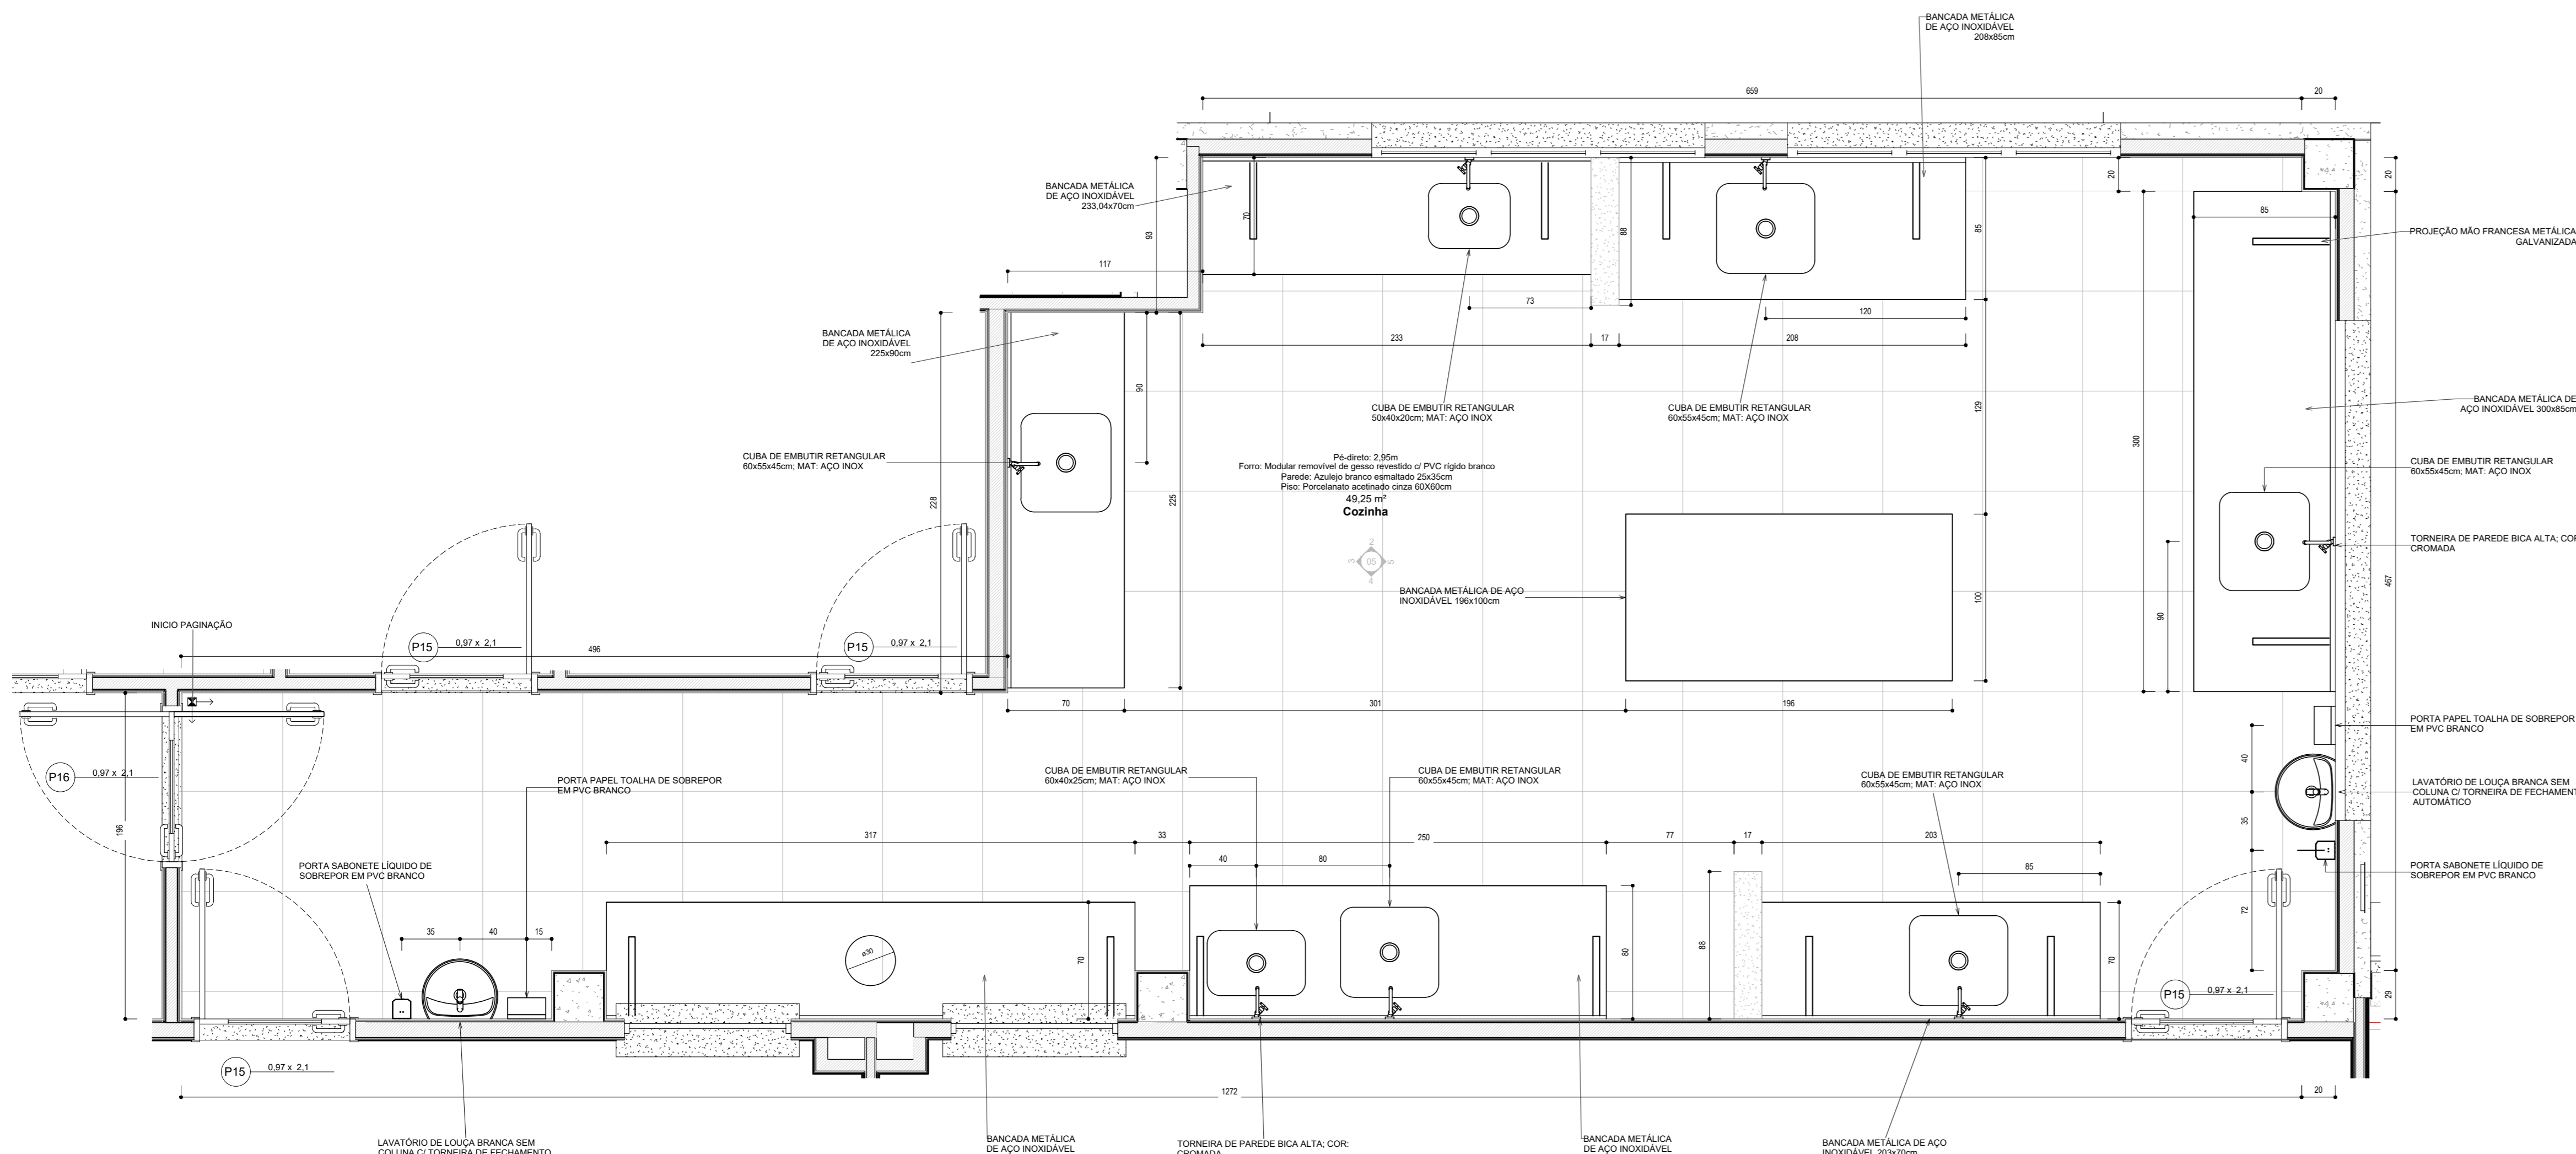 BANCADA METÁLICA
DE AÇO INOXIDÁVEL
208x85cm
659
20
BANCADA METÁLICA
DE AÇO INOXIDÁVEL
233,04x70cm
93
70
88
85
20
20
85
PROJEÇÃO MÃO FRANCESA METÁLICA
GALVANIZADA
117
73
120
BANCADA METÁLICA
DE AÇO INOXIDÁVEL
225x90cm
233
17
208
90
129
BANCADA METÁLICA DE
AÇO INOXIDÁVEL 300x85cm
CUBA DE EMBUTIR RETANGULAR
50x40x20cm; MAT: AÇO INOX
CUBA DE EMBUTIR RETANGULAR
60x55x45cm; MAT: AÇO INOX
300
CUBA DE EMBUTIR RETANGULAR
60x55x45cm; MAT: AÇO INOX
Pé-direto: 2,95m
Forro: Modular removível de gesso revestido c/ PVC rígido branco
Parede: Azulejo branco esmaltado 25x35cm
Piso: Porcelanato acetinado cinza 60X60cm
49,25 m²
Cozinha
CUBA DE EMBUTIR RETANGULAR
60x55x45cm; MAT: AÇO INOX
228
225
2
3
05
5
4
TORNEIRA DE PAREDE BICA ALTA; COR
CROMADA
467
BANCADA METÁLICA DE AÇO
INOXIDÁVEL 196x100cm
100
90
INICIO PAGINAÇÃO
P15
0,97 x 2,1
496
P15
0,97 x 2,1
70
301
196
PORTA PAPEL TOALHA DE SOBREPOR
EM PVC BRANCO
P16
0,97 x 2,1
196
PORTA PAPEL TOALHA DE SOBREPOR
EM PVC BRANCO
CUBA DE EMBUTIR RETANGULAR
60x40x25cm; MAT: AÇO INOX
CUBA DE EMBUTIR RETANGULAR
60x55x45cm; MAT: AÇO INOX
CUBA DE EMBUTIR RETANGULAR
60x55x45cm; MAT: AÇO INOX
40
LAVATÓRIO DE LOUÇA BRANCA SEM
COLUNA C/ TORNEIRA DE FECHAMENT
AUTOMÁTICO
35
317
33
250
77
17
203
PORTA SABONETE LÍQUIDO DE
SOBREPOR EM PVC BRANCO
40
80
85
PORTA SABONETE LÍQUIDO DE
SOBREPOR EM PVC BRANCO
72
35
40
15
ø30
70
80
88
70
P15
0,97 x 2,1
29
P15
0,97 x 2,1
1272
20
LAVATÓRIO DE LOUÇA BRANCA SEM
COLUNA C/ TORNEIRA DE FECHAMENTO
BANCADA METÁLICA
DE AÇO INOXIDÁVEL
TORNEIRA DE PAREDE BICA ALTA; COR:
CROMADA
BANCADA METÁLICA
DE AÇO INOXIDÁVEL
BANCADA METÁLICA DE AÇO
INOXIDÁVEL 203x70cm